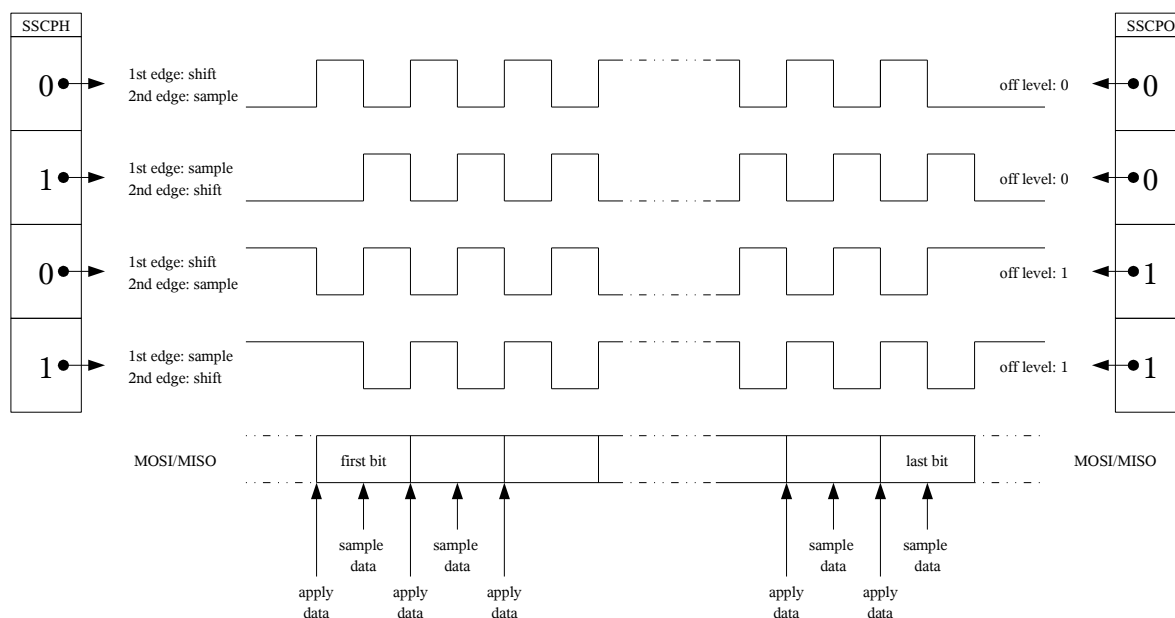 SSCPH
SSCPO
0
1st edge: shift
2nd edge: sample
off level: 0
0
1
1st edge: sample
2nd edge: shift
off level: 0
0
0
1st edge: shift
2nd edge: sample
off level: 1
1
1
1st edge: sample
2nd edge: shift
off level: 1
1
MOSI/MISO
first bit
last bit
MOSI/MISO
sample
data
sample
data
sample
data
sample
data
apply
data
apply
data
apply
data
apply
data
apply
data